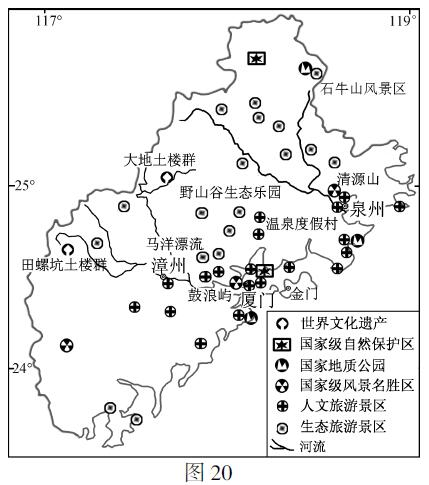 117°
119°
石牛山风景区
大地土楼群
清源山
25°
野山谷生态乐园
泉州
温泉度假村
马洋漂流
田螺坑土楼群
漳州
鼓浪屿
金门
厦门
24°
世界文化遗产
国家级自然保护区
国家地质公园
国家级风景名胜区
人文旅游景区
生态旅游景区
河流
图 20